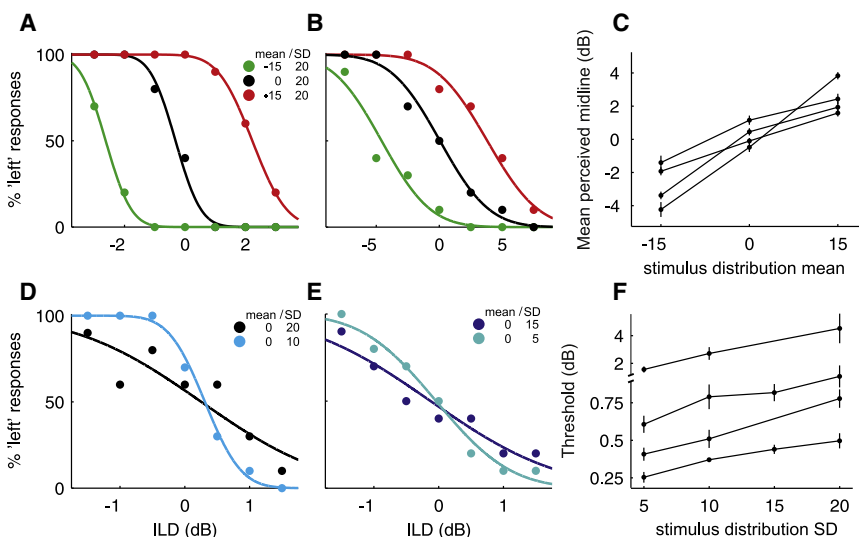 A
% 'left' responses
100
50
0
-2
0
2
mean/SD
-15 20
0 20
+15 20
B
-5
0
5
C
Mean perceived midline (dB)
4
2
0
-2
-4
-15
0
15
stimulus distribution mean
D
% 'left' responses
100
50
0
-1
0
1
ILD (dB)
mean/SD
0 20
0 10
E
-1
0
1
ILD (dB)
mean/SD
0 15
0 5
F
Threshold (dB)
4
2
0.75
0.5
0.25
5
10
15
20
stimulus distribution SD